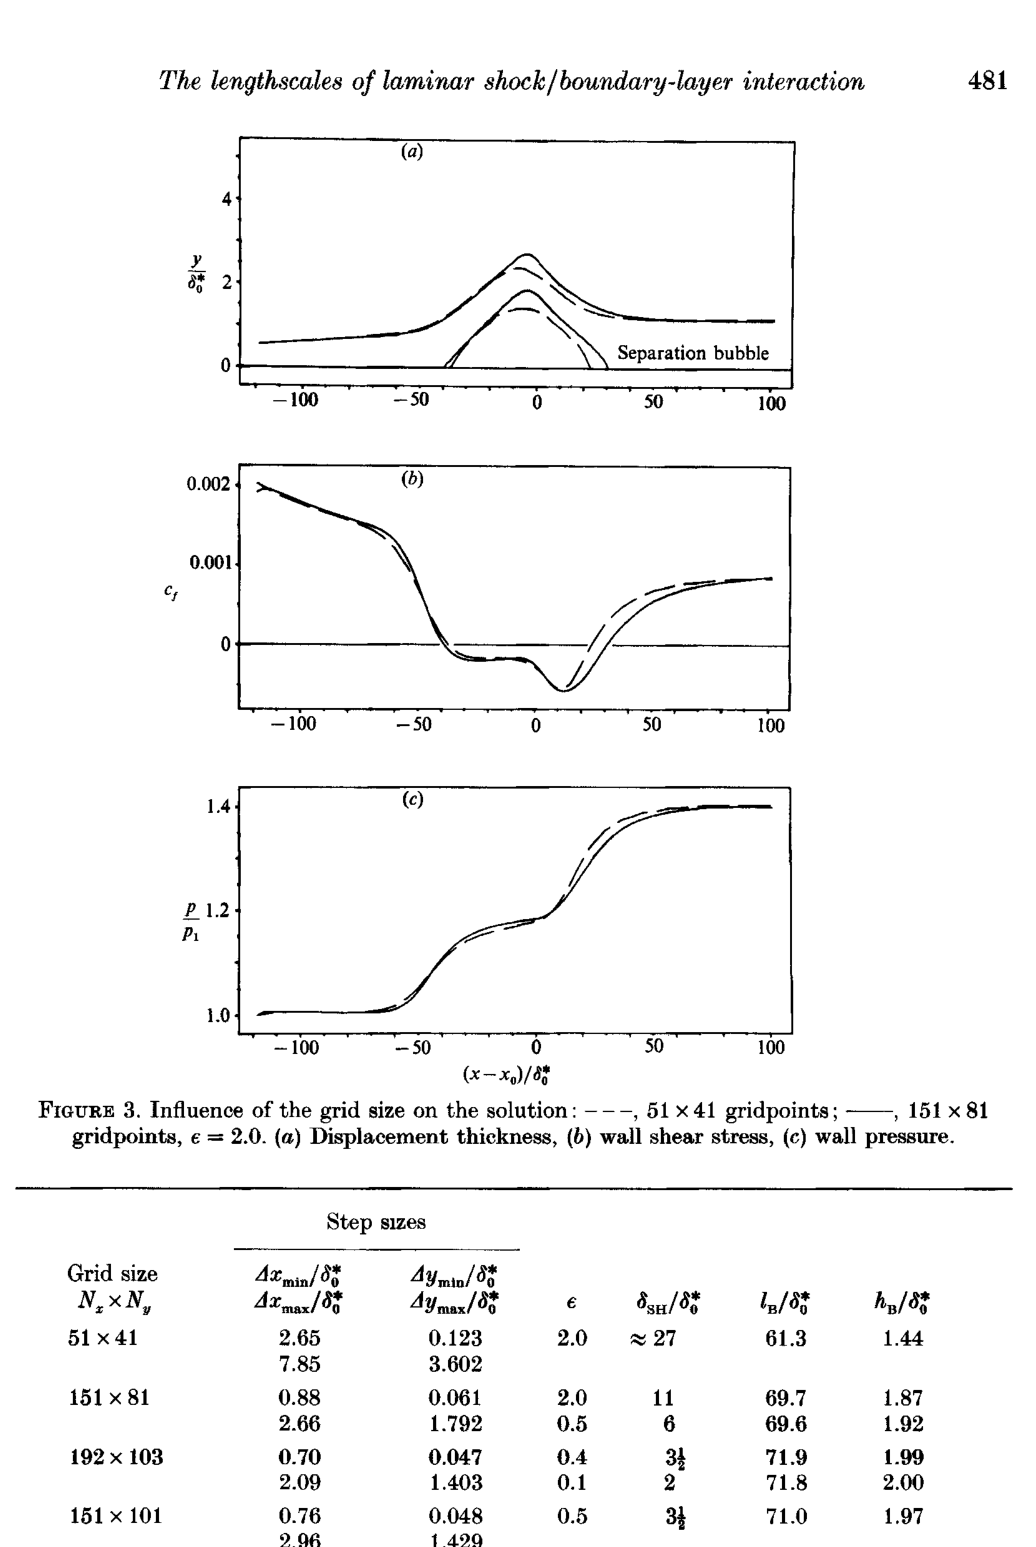 The lengthscales of laminar shock/boundary-layer interaction 481
(a)
4
y/δ₀*
2
0
Separation bubble
−100 −50 0 50 100
(b)
0.002
0.001
c_f
0
−100 −50 0 50 100
(c)
1.4
p/p₁ 1.2
1.0
−100 −50 0 50 100
(x−x₀)/δ₀*
FIGURE 3. Influence of the grid size on the solution: – – –, 51 × 41 gridpoints; ——, 151 × 81
gridpoints, ϵ = 2.0. (a) Displacement thickness, (b) wall shear stress, (c) wall pressure.
Step sizes
Grid size Δx_min/δ₀* Δy_min/δ₀*
N_x × N_y Δx_max/δ₀* Δy_max/δ₀* ϵ δ_SH/δ₀* l_B/δ₀* h_B/δ₀*
51 × 41 2.65 0.123 2.0 ≈ 27 61.3 1.44
7.85 3.602
151 × 81 0.88 0.061 2.0 11 69.7 1.87
2.66 1.792 0.5 6 69.6 1.92
192 × 103 0.70 0.047 0.4 3½ 71.9 1.99
2.09 1.403 0.1 2 71.8 2.00
151 × 101 0.76 0.048 0.5 3½ 71.0 1.97
2.96 1.429